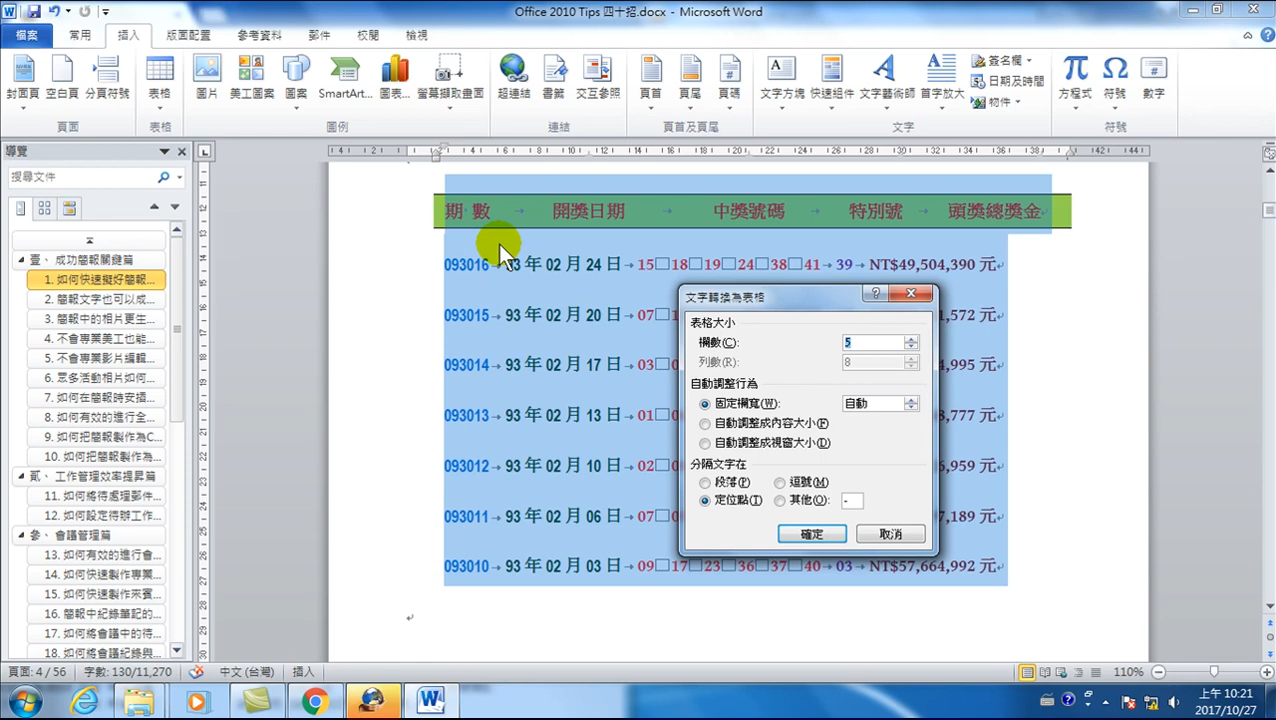 Office 2010 Tips 四十招.docx - Microsoft Word
檔案 常用 插入 版面配置 參考資料 郵件 校閱 檢視
封面頁 空白頁 分頁符號 表格 圖片 美工圖案 圖案 SmartArt... 圖表... 螢幕擷取畫面 超連結 書籤 交互參照 頁首 頁尾 頁碼 文字方塊 快速組件 文字藝術師 首字放大 簽名欄 日期及時間 物件 方程式 符號 數字
頁面 表格 圖例 連結 頁首及頁尾 文字 符號
導覽
搜尋文件
壹、成功簡報關鍵篇
1. 如何快速擬好簡報...
2. 簡報文字也可以成...
3. 簡報中的相片更生...
4. 不會專業美工也能...
5. 不會專業影片編輯...
6. 眾多活動相片如何...
7. 如何在簡報時安插...
8. 如何有效的進行全...
9. 如何把簡報製作為C...
10. 如何把簡報製作為...
貳、工作管理效率提昇篇
11. 如何將待處理郵件...
12. 如何設定待辦工作...
參、會議管理篇
13. 如何有效的進行會...
14. 如何快速製作專業...
15. 如何快速製作來賓...
16. 簡報中紀錄筆記的...
17. 如何將會議中的待...
18. 如何將會議紀錄與...
期 數 → 開獎日期 → 中獎號碼 → 特別號 → 頭獎總獎金
093016→ 93 年 02 月 24 日→ 15□18□19□24□38□41→ 39→ NT$49,504,390 元
093015→ 93 年 02 月 20 日→ 07□1 1,572 元
093014→ 93 年 02 月 17 日→ 03□ 4,995 元
093013→ 93 年 02 月 13 日→ 01□ 8,777 元
093012→ 93 年 02 月 10 日→ 02□ 6,959 元
093011→ 93 年 02 月 06 日→ 07□ 7,189 元
093010→ 93 年 02 月 03 日→ 09□17□23□36□37□40→ 03→ NT$57,664,992 元
文字轉換為表格
表格大小
欄數(C): 5
列數(R): 8
自動調整行為
固定欄寬(W): 自動
自動調整成內容大小(F)
自動調整成視窗大小(D)
分隔文字在
段落(P) 逗號(M)
定位點(T) 其他(O): -
確定 取消
頁面: 4 / 56 字數: 130/11,270 中文 (台灣) 插入 110%
上午 10:21
2017/10/27